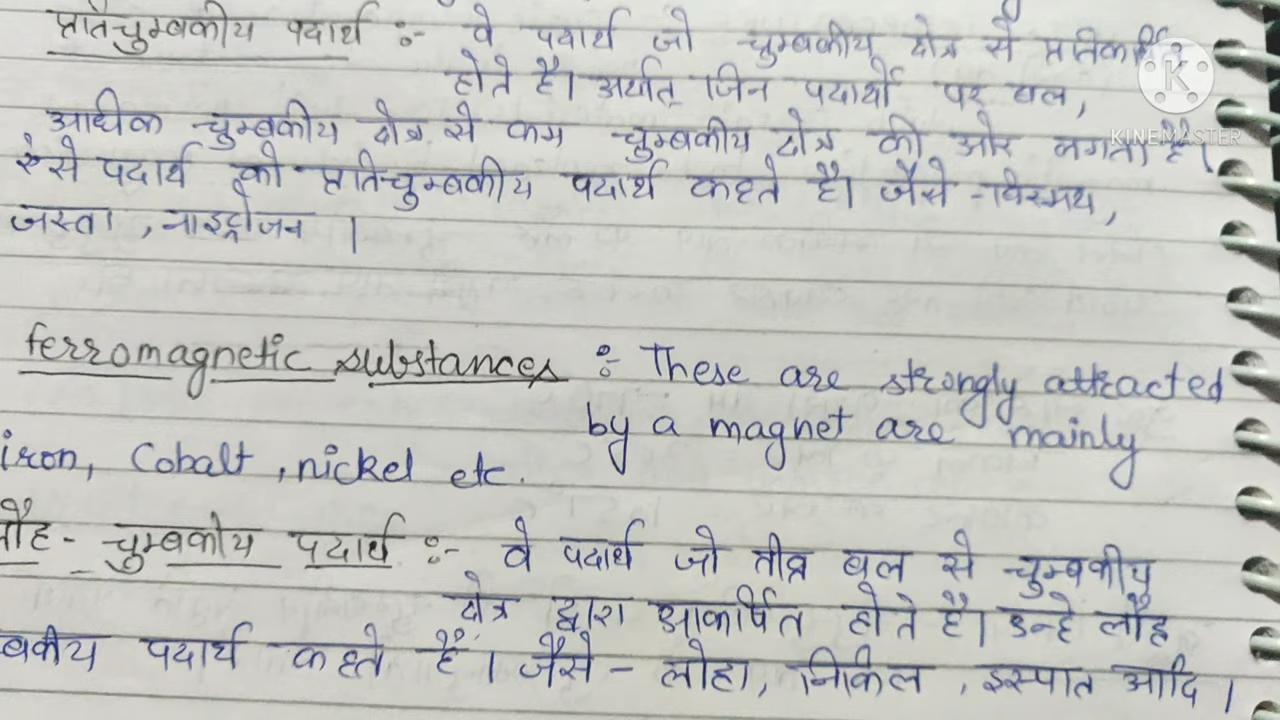 प्रतिचुम्बकीय पदार्थ :- वे पदार्थ जो चुम्बकीय क्षेत्र से प्रतिकर्षित
होते है। अर्थात् जिन पदार्थो पर बल,
अधिक चुम्बकीय क्षेत्र से कम चुम्बकीय क्षेत्र की ओर लगता है।
ऐसे पदार्थ को प्रतिचुम्बकीय पदार्थ कहते है। जैसे - विस्मथ,
जस्ता, नाइट्रोजन ।
K
KINEMASTER
ferromagnetic substances :- These are strongly attracted
by a magnet are mainly
iron, Cobalt, nickel etc.
लौह - चुम्बकीय पदार्थ :- वे पदार्थ जो तीव्र बल से चुम्बकीय
क्षेत्र द्वारा आकर्षित होते है। उन्हे लौह
म्बकीय पदार्थ कहते हैं। जैसे - लोहा, निकिल, इस्पात आदि।